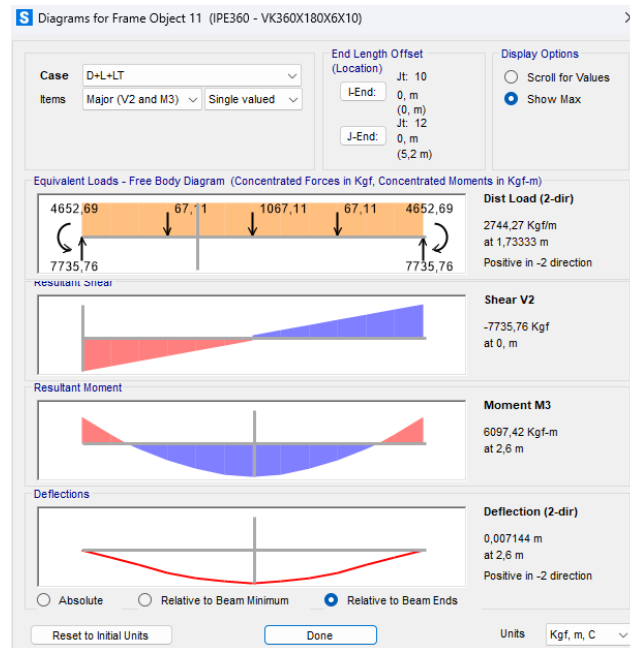 S Diagrams for Frame Object 11 (IPE360 - VK360X180X6X10)
Case D+L+LT
Items Major (V2 and M3) Single valued
End Length Offset
(Location)
Jt: 10
I-End: 0, m
(0, m)
Jt: 12
J-End: 0, m
(5,2 m)
Display Options
Scroll for Values
Show Max
Equivalent Loads - Free Body Diagram (Concentrated Forces in Kgf, Concentrated Moments in Kgf-m)
4652,69 67,11 1067,11 67,11 4652,69
7735,76 7735,76
Dist Load (2-dir)
2744,27 Kgf/m
at 1,73333 m
Positive in -2 direction
Resultant Shear
Shear V2
-7735,76 Kgf
at 0, m
Resultant Moment
Moment M3
6097,42 Kgf-m
at 2,6 m
Deflections
Deflection (2-dir)
0,007144 m
at 2,6 m
Positive in -2 direction
Absolute Relative to Beam Minimum Relative to Beam Ends
Reset to Initial Units Done Units Kgf, m, C